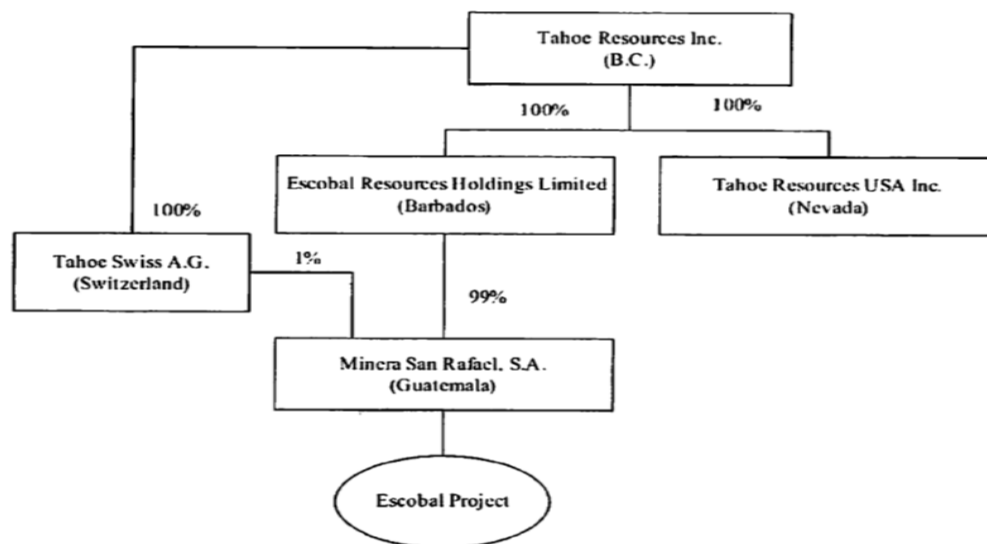 Tahoe Resources Inc.
(B.C.)
100%
100%
Escobal Resources Holdings Limited
(Barbados)
Tahoe Resources USA Inc.
(Nevada)
100%
Tahoe Swiss A.G.
(Switzerland)
1%
99%
Minera San Rafael, S.A.
(Guatemala)
Escobal Project